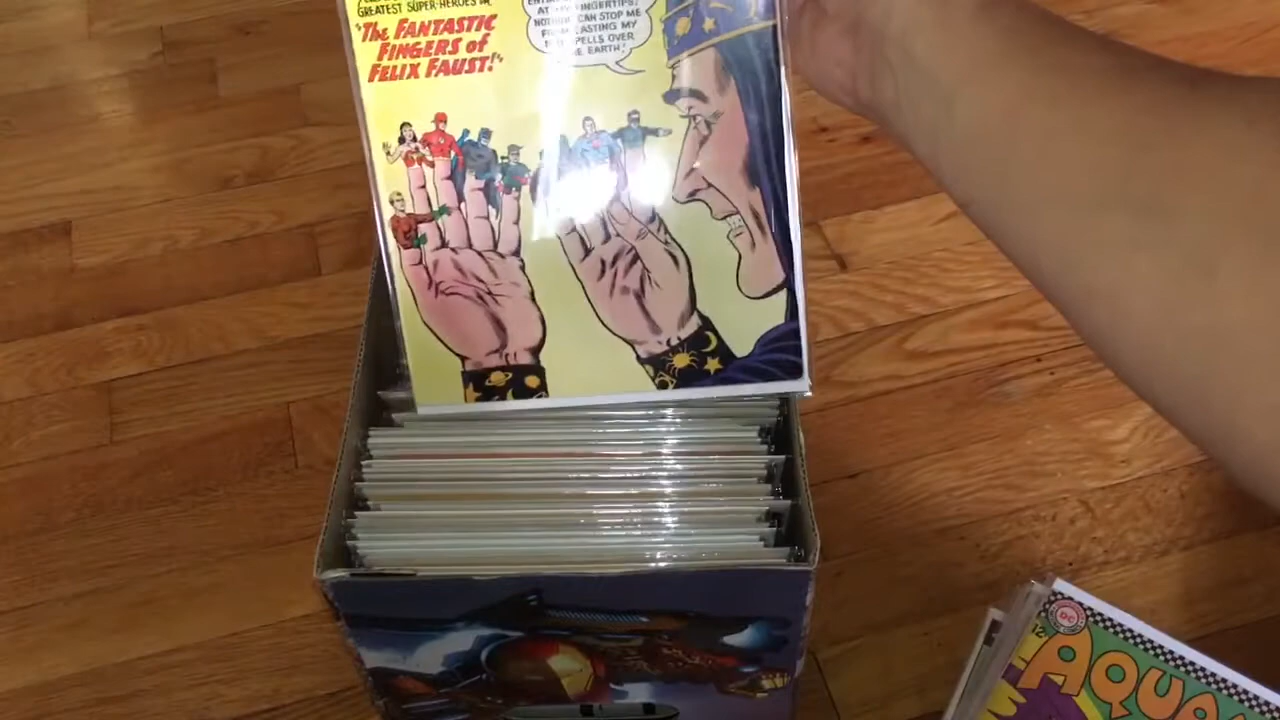 GREATEST SUPER-HEROES in
"The FANTASTIC
FINGERS of
FELIX FAUST!"
AT MY FINGERTIPS!
NOTHING CAN STOP ME
FROM CASTING MY
SPELLS OVER
THE EARTH!
DC
12¢
AQUA